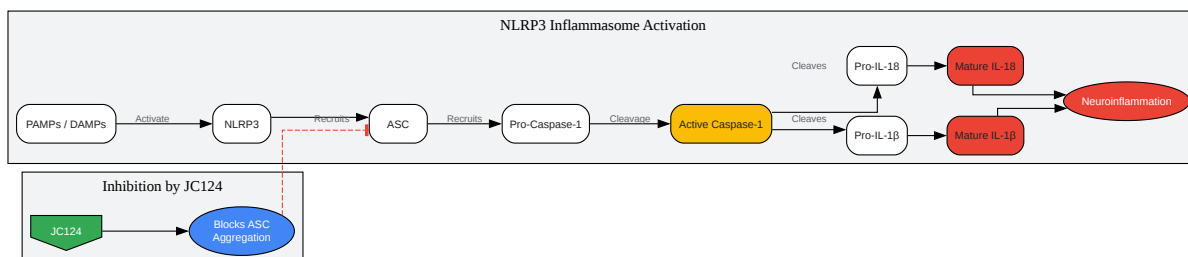 NLRP3 Inflammasome Activation
Cleaves
Pro-IL-18
Mature IL-18
Neuroinflammation
PAMPs / DAMPs
Activate
NLRP3
Recruits
ASC
Recruits
Pro-Caspase-1
Cleavage
Active Caspase-1
Cleaves
Pro-IL-1β
Mature IL-1β
Inhibition by JC124
JC124
Blocks ASC
Aggregation